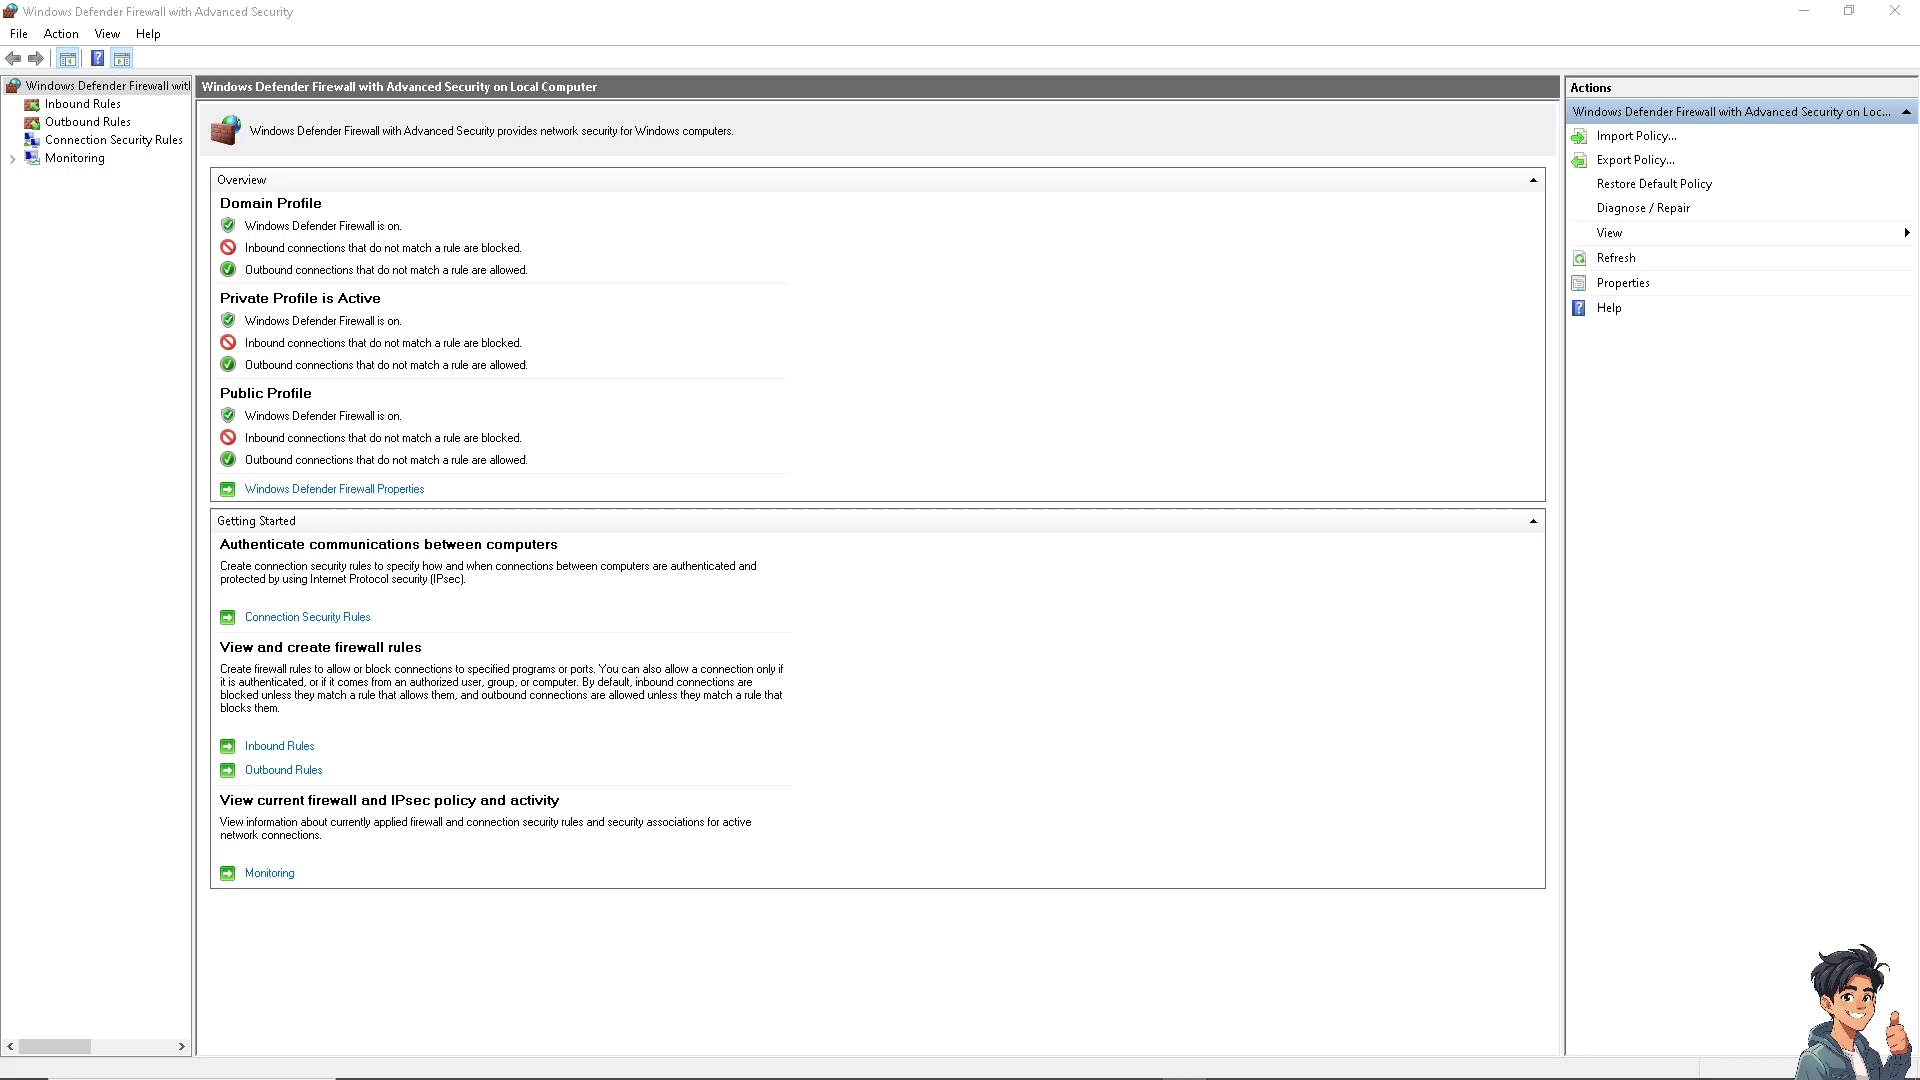 Windows Defender Firewall with Advanced Security
File Action View Help
Windows Defender Firewall wit
Inbound Rules
Outbound Rules
Connection Security Rules
Monitoring
Windows Defender Firewall with Advanced Security on Local Computer
Windows Defender Firewall with Advanced Security provides network security for Windows computers.
Overview
Domain Profile
Windows Defender Firewall is on.
Inbound connections that do not match a rule are blocked.
Outbound connections that do not match a rule are allowed.
Private Profile is Active
Windows Defender Firewall is on.
Inbound connections that do not match a rule are blocked.
Outbound connections that do not match a rule are allowed.
Public Profile
Windows Defender Firewall is on.
Inbound connections that do not match a rule are blocked.
Outbound connections that do not match a rule are allowed.
Windows Defender Firewall Properties
Getting Started
Authenticate communications between computers
Create connection security rules to specify how and when connections between computers are authenticated and
protected by using Internet Protocol security (IPsec).
Connection Security Rules
View and create firewall rules
Create firewall rules to allow or block connections to specified programs or ports. You can also allow a connection only if
it is authenticated, or if it comes from an authorized user, group, or computer. By default, inbound connections are
blocked unless they match a rule that allows them, and outbound connections are allowed unless they match a rule that
blocks them.
Inbound Rules
Outbound Rules
View current firewall and IPsec policy and activity
View information about currently applied firewall and connection security rules and security associations for active
network connections.
Monitoring
Actions
Windows Defender Firewall with Advanced Security on Loc...
Import Policy...
Export Policy...
Restore Default Policy
Diagnose / Repair
View
Refresh
Properties
Help